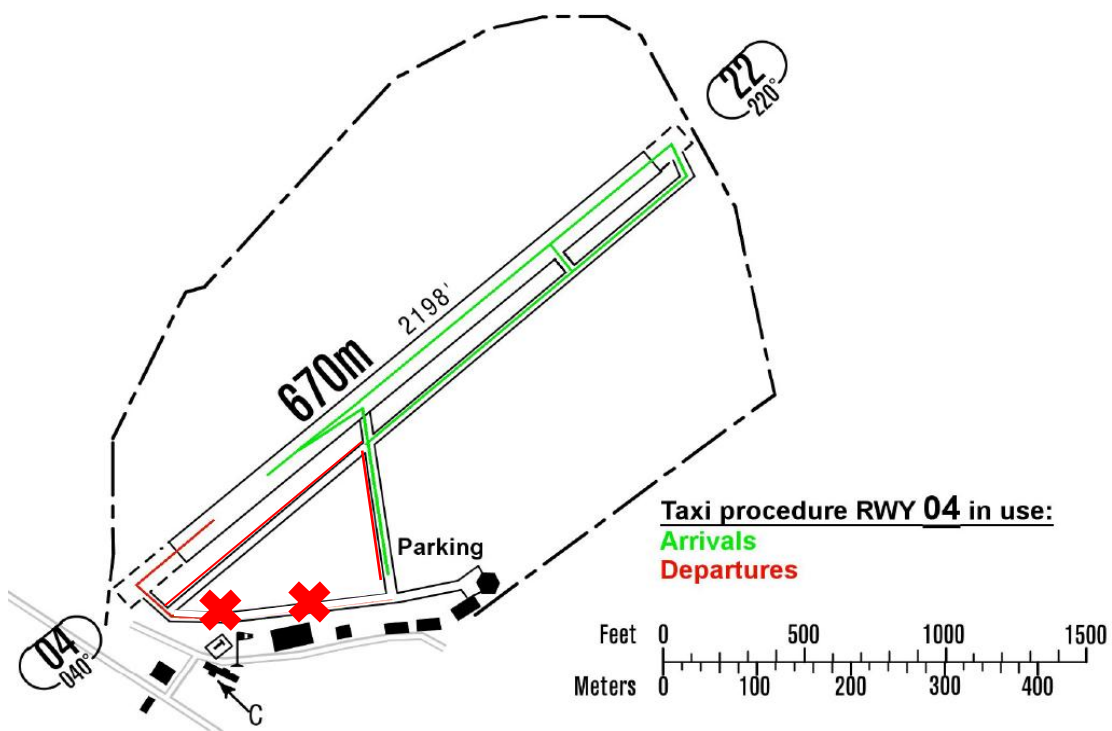 22
220°
2198'
670m
Taxi procedure RWY 04 in use:
Arrivals
Departures
Parking
T
04
040°
C
Feet 0 500 1000 1500
Meters 0 100 200 300 400